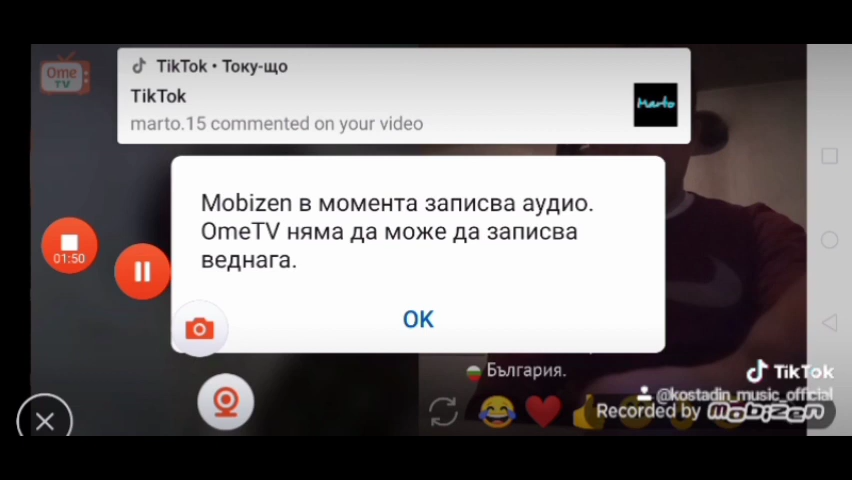 Ome
TV
TikTok • Току-що
TikTok
marto.15 commented on your video
Marto
Mobizen в момента записва аудио.
OmeTV няма да може да записва
веднага.
01:50
OK
България.
TikTok
@kostadin_music_official
Recorded by mobizen